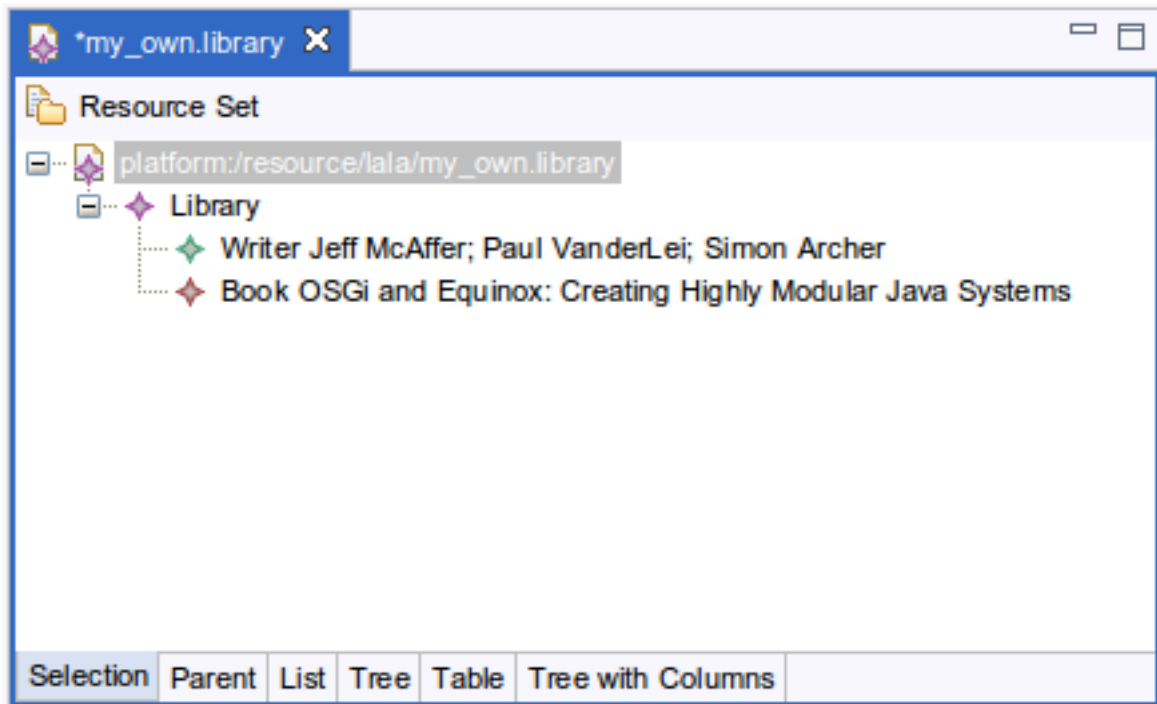 *my_own.library
Resource Set
platform:/resource/lala/my_own.library
Library
Writer Jeff McAffer; Paul VanderLei; Simon Archer
Book OSGi and Equinox: Creating Highly Modular Java Systems
Selection Parent List Tree Table Tree with Columns